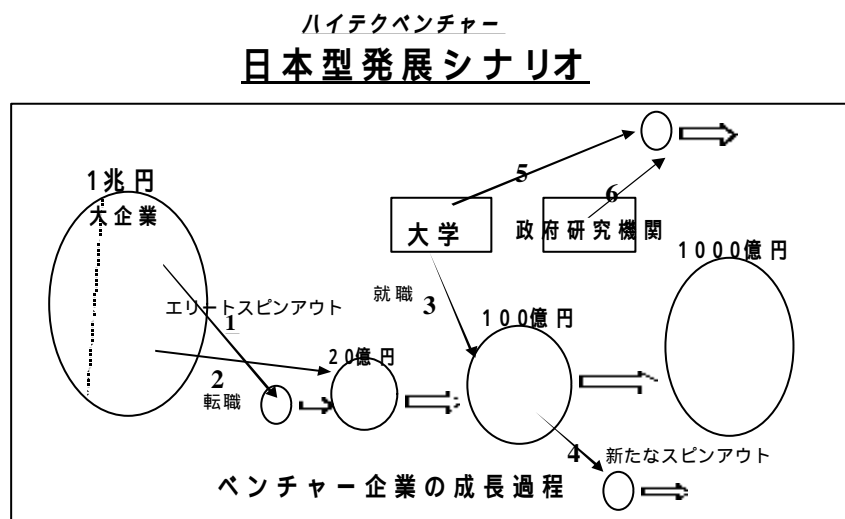 ハイテクベンチャー
日本型発展シナリオ
5
1兆円
6
大企業
大学
政府研究機関
1000億円
就職
3
エリートスピンアウト
1
100億円
20億円
2
転職
4
新たなスピンアウト
ベンチャー企業の成長過程